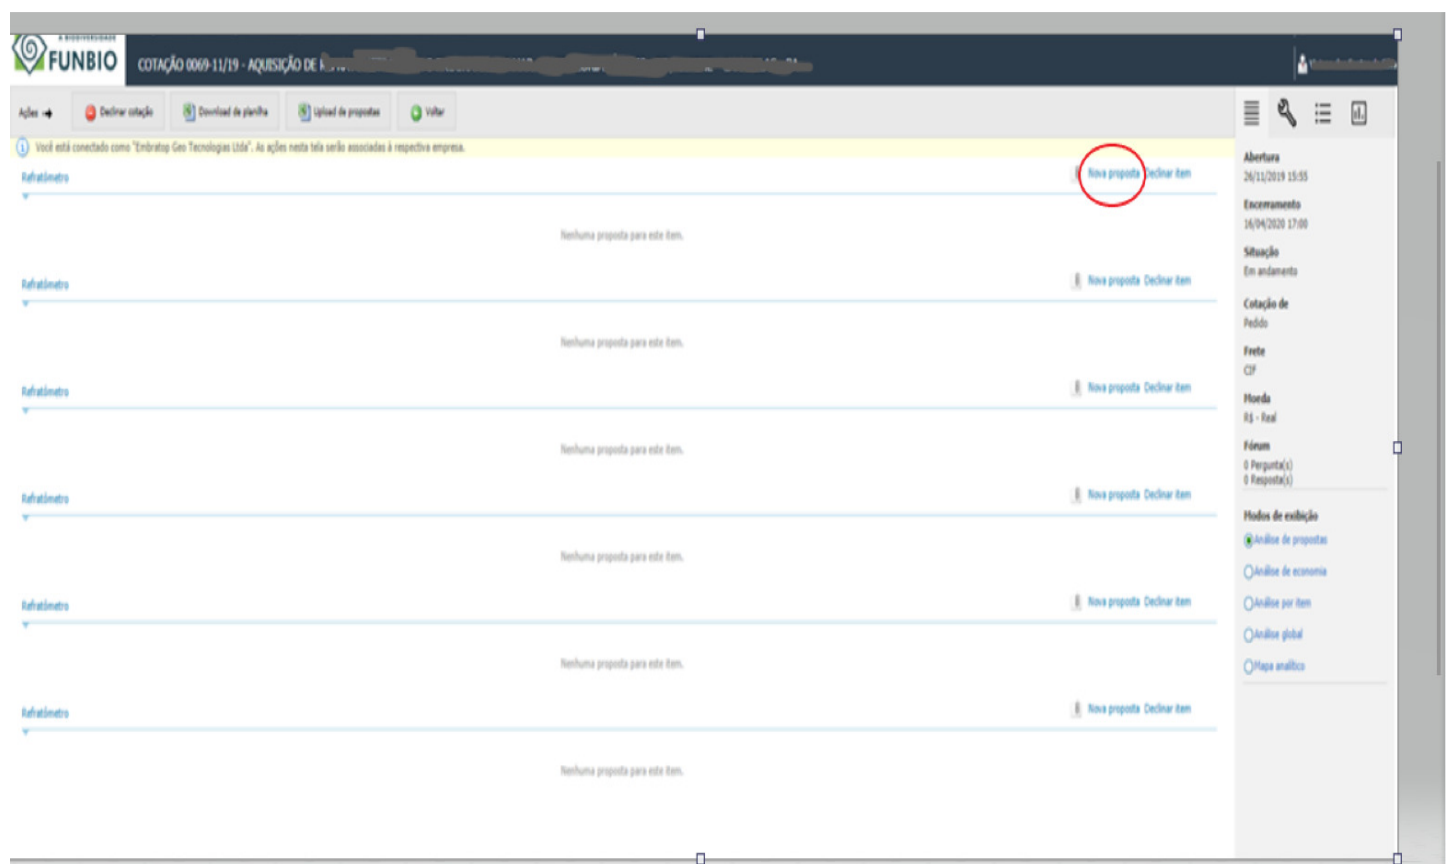 A BIODIVERSIDADE
FUNBIO
COTAÇÃO 0069-11/19 - AQUISIÇÃO DE
Ações
Declinar cotação
Download de planilha
Upload de propostas
Voltar
Você está conectado como "Embratop Geo Tecnologias Ltda". As ações nesta tela serão associadas à respectiva empresa.
Refratômetro
Nova proposta Declinar item
Nenhuma proposta para este item.
Refratômetro
Nova proposta Declinar item
Nenhuma proposta para este item.
Refratômetro
Nova proposta Declinar item
Nenhuma proposta para este item.
Refratômetro
Nova proposta Declinar item
Nenhuma proposta para este item.
Refratômetro
Nova proposta Declinar item
Nenhuma proposta para este item.
Refratômetro
Nova proposta Declinar item
Nenhuma proposta para este item.
Abertura
26/11/2019 15:55
Encerramento
16/04/2020 17:00
Situação
Em andamento
Cotação de
Pedido
Frete
CIF
Moeda
R$ - Real
Fórum
0 Pergunta(s)
0 Resposta(s)
Modos de exibição
Análise de propostas
Análise de economia
Análise por item
Análise global
Mapa analítico